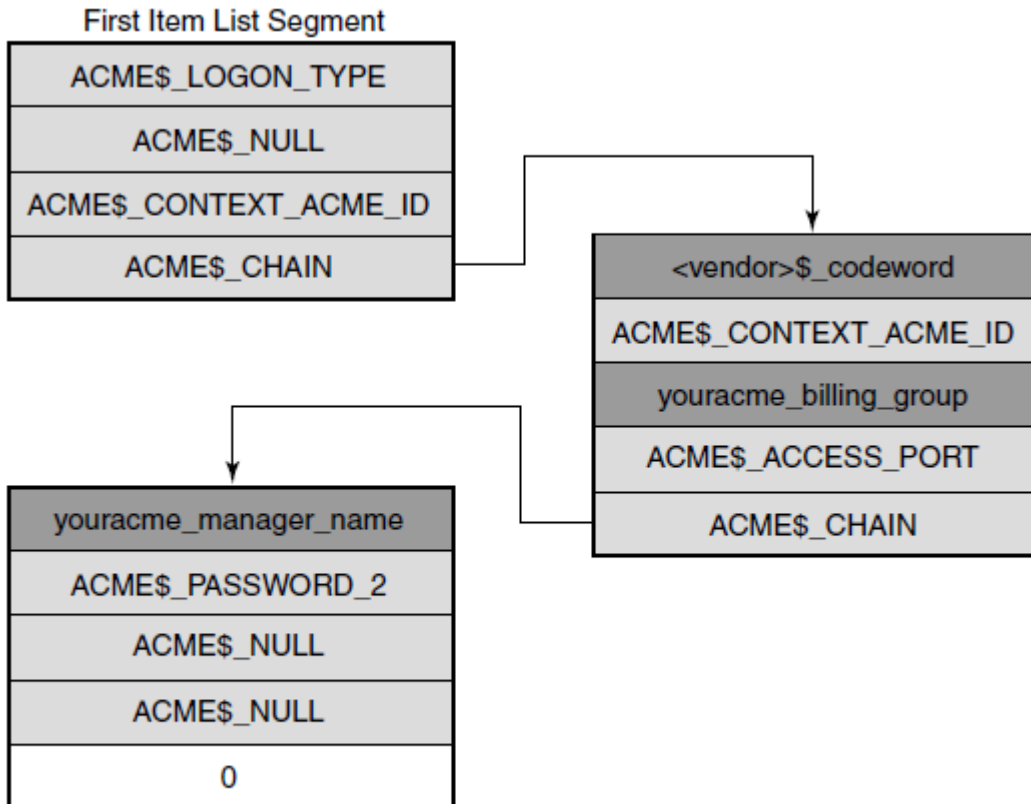 First Item List Segment
ACME$_LOGON_TYPE
ACME$_NULL
ACME$_CONTEXT_ACME_ID
ACME$_CHAIN
<vendor>$_codeword
ACME$_CONTEXT_ACME_ID
youracme_billing_group
ACME$_ACCESS_PORT
ACME$_CHAIN
youracme_manager_name
ACME$_PASSWORD_2
ACME$_NULL
ACME$_NULL
0